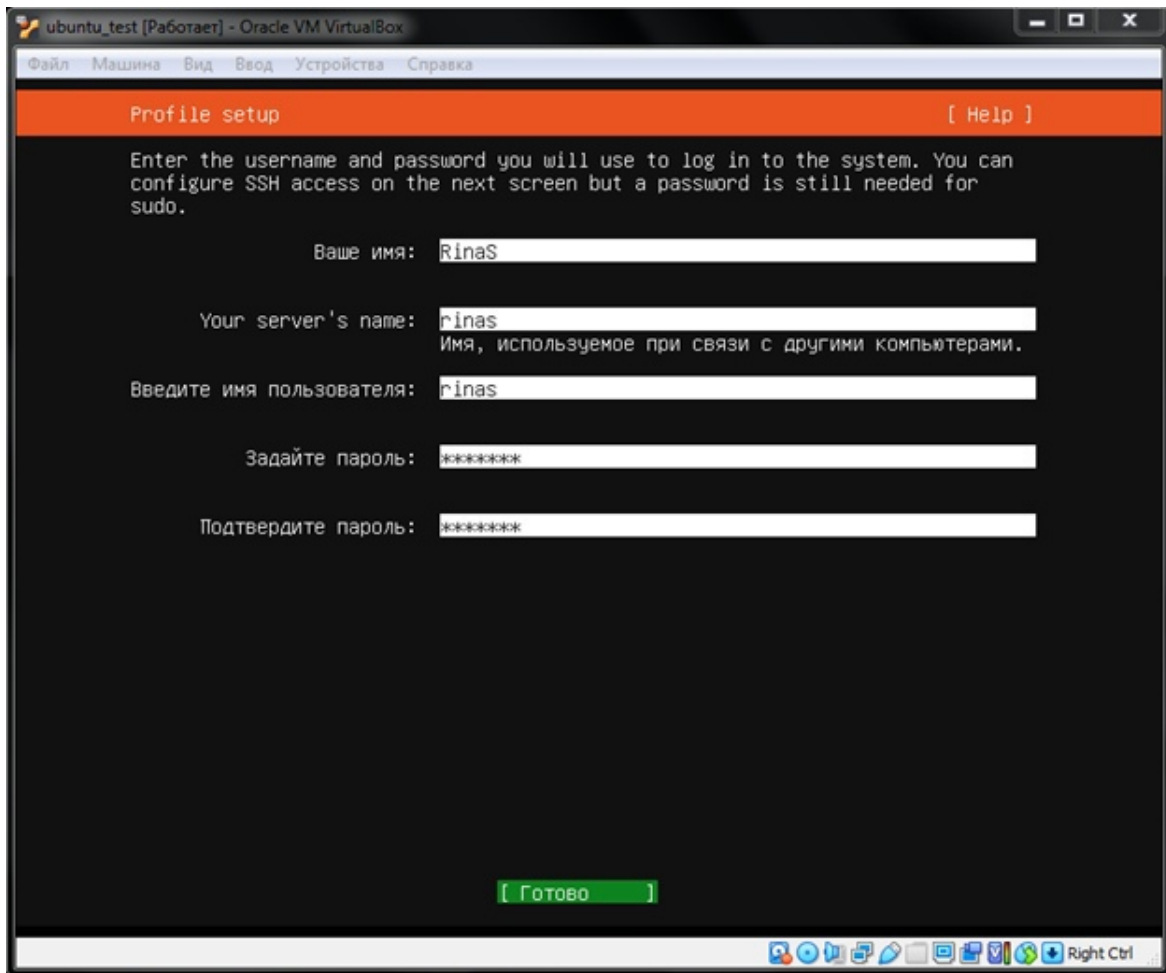 ubuntu_test [Работает] - Oracle VM VirtualBox
Файл Машина Вид Ввод Устройства Справка
Profile setup [ Help ]
Enter the username and password you will use to log in to the system. You can
configure SSH access on the next screen but a password is still needed for
sudo.
Ваше имя: RinaS
Your server's name: rinas
Имя, используемое при связи с другими компьютерами.
Введите имя пользователя: rinas
Задайте пароль: *******
Подтвердите пароль: *******
[ Готово ]
Right Ctrl